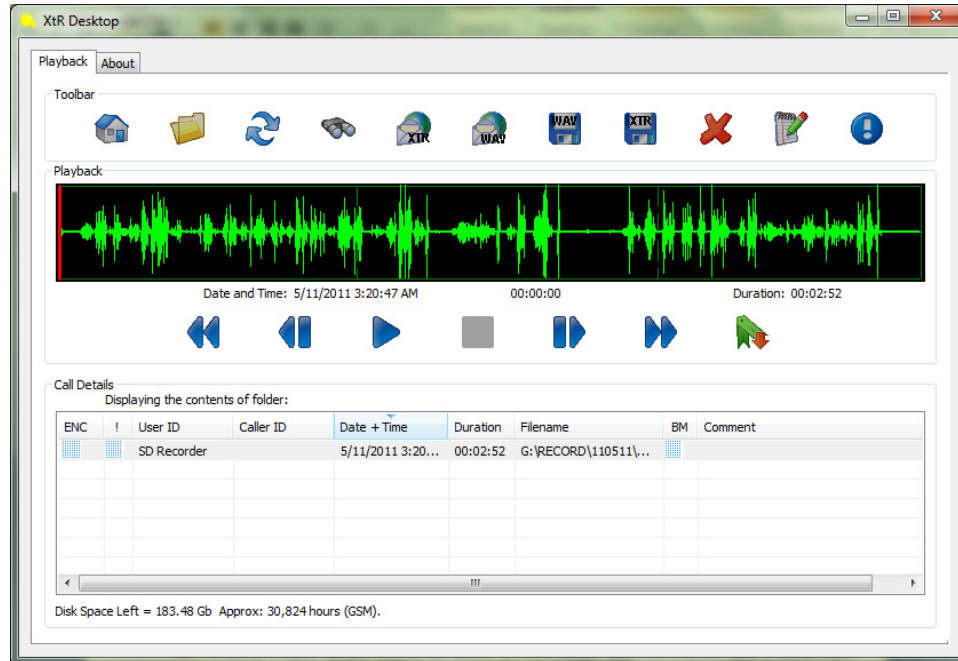 XtR Desktop
Playback About
Toolbar
XTR WAV WAV XTR
Playback
Date and Time: 5/11/2011 3:20:47 AM 00:00:00 Duration: 00:02:52
Call Details
Displaying the contents of folder:
ENC ! User ID Caller ID Date + Time Duration Filename BM Comment
SD Recorder 5/11/2011 3:20... 00:02:52 G:\RECORD\110511\...
Disk Space Left = 183.48 Gb Approx: 30,824 hours (GSM).